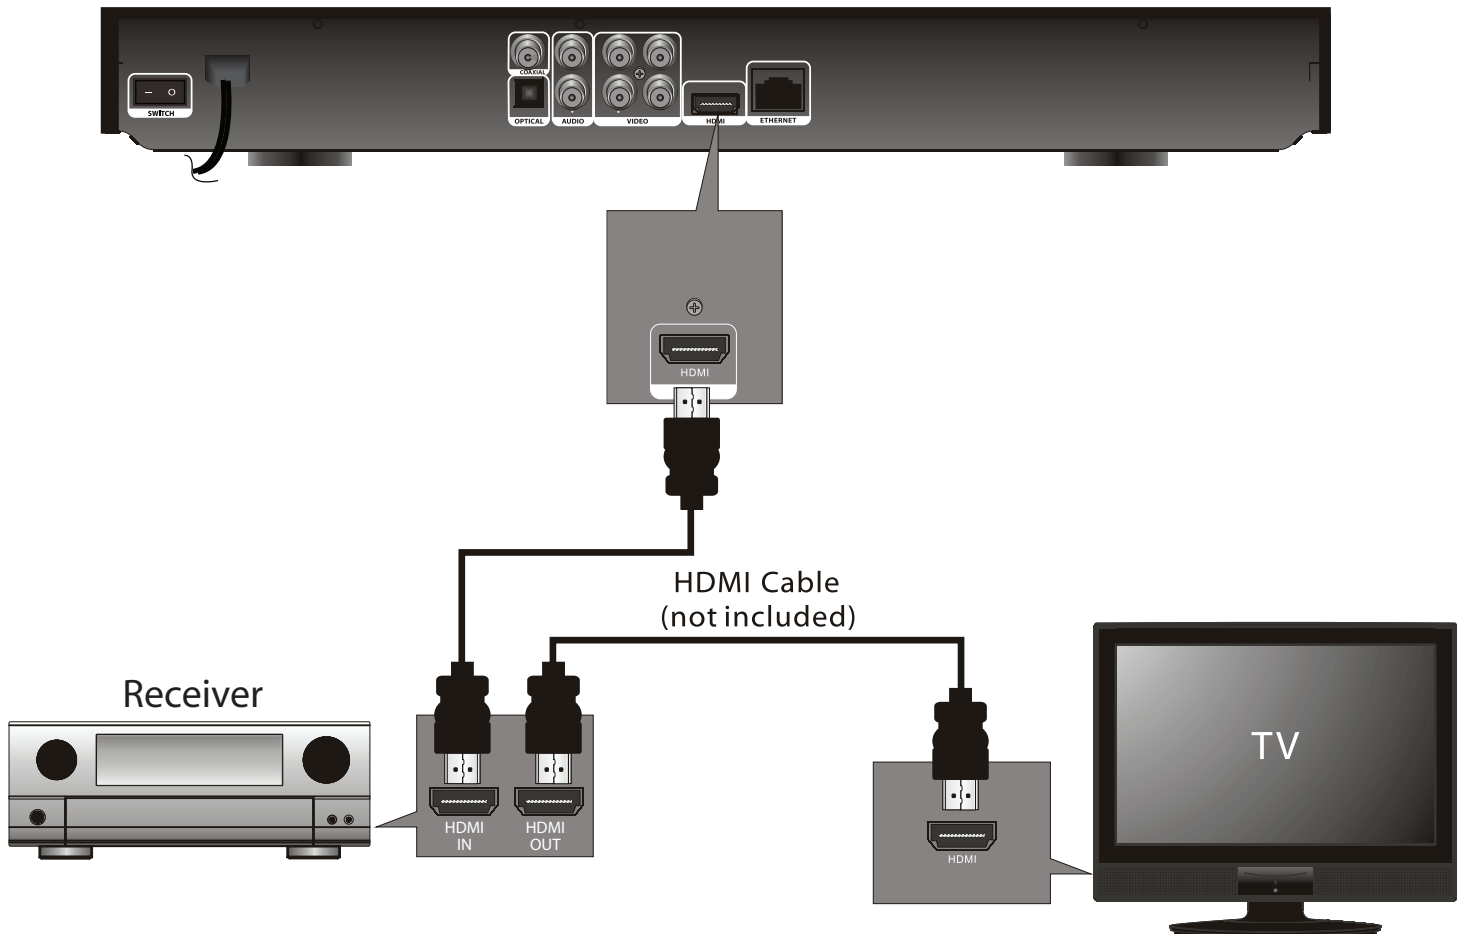 COAXIAL
SWITCH
OPTICAL
AUDIO
VIDEO
HDMI
ETHERNET
HDMI
HDMI Cable
(not included)
Receiver
TV
HDMI
IN
HDMI
OUT
HDMI